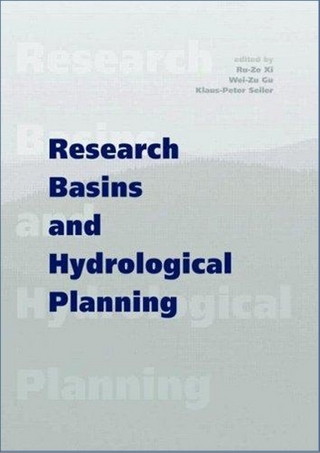 Research
edited by
Ru-Ze Xi
Wei-Zu Gu
Klaus-Peter Seiler
Basins
Research
Basins
and
and
Hydrological
Hydrological
Planning
Planning